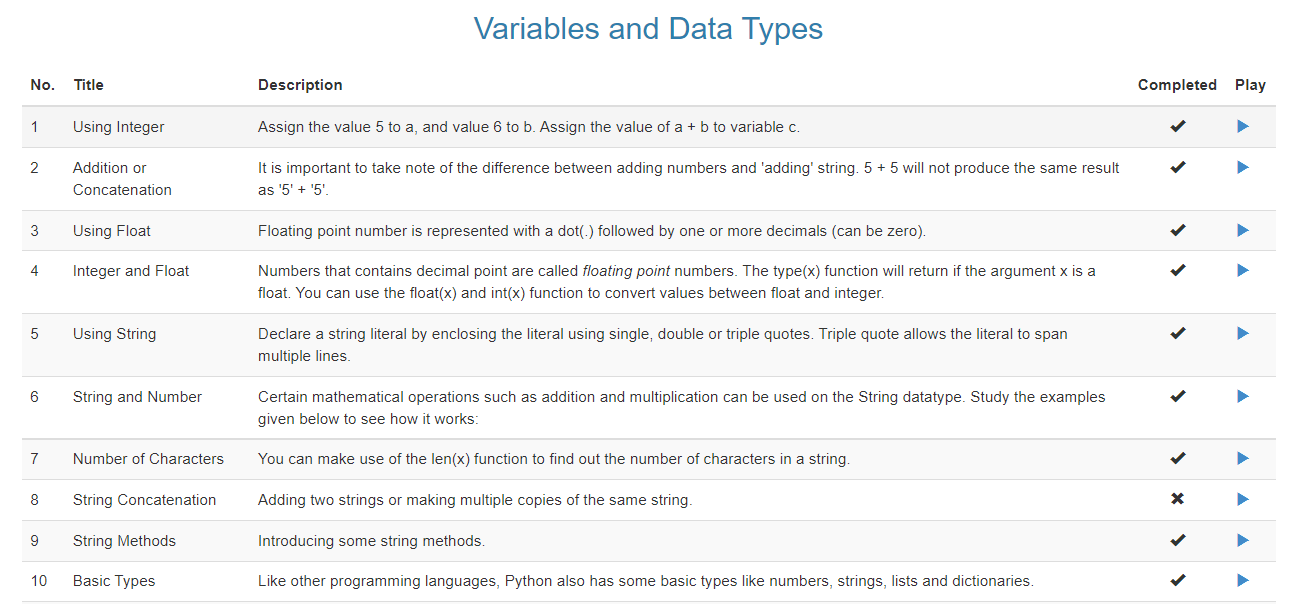 Variables and Data Types
No. Title Description Completed Play
1 Using Integer Assign the value 5 to a, and value 6 to b. Assign the value of a + b to variable c.
2 Addition or It is important to take note of the difference between adding numbers and 'adding' string. 5 + 5 will not produce the same result
Concatenation as '5' + '5'.
3 Using Float Floating point number is represented with a dot(.) followed by one or more decimals (can be zero).
4 Integer and Float Numbers that contains decimal point are called floating point numbers. The type(x) function will return if the argument x is a
float. You can use the float(x) and int(x) function to convert values between float and integer.
5 Using String Declare a string literal by enclosing the literal using single, double or triple quotes. Triple quote allows the literal to span
multiple lines.
6 String and Number Certain mathematical operations such as addition and multiplication can be used on the String datatype. Study the examples
given below to see how it works:
7 Number of Characters You can make use of the len(x) function to find out the number of characters in a string.
8 String Concatenation Adding two strings or making multiple copies of the same string.
9 String Methods Introducing some string methods.
10 Basic Types Like other programming languages, Python also has some basic types like numbers, strings, lists and dictionaries.